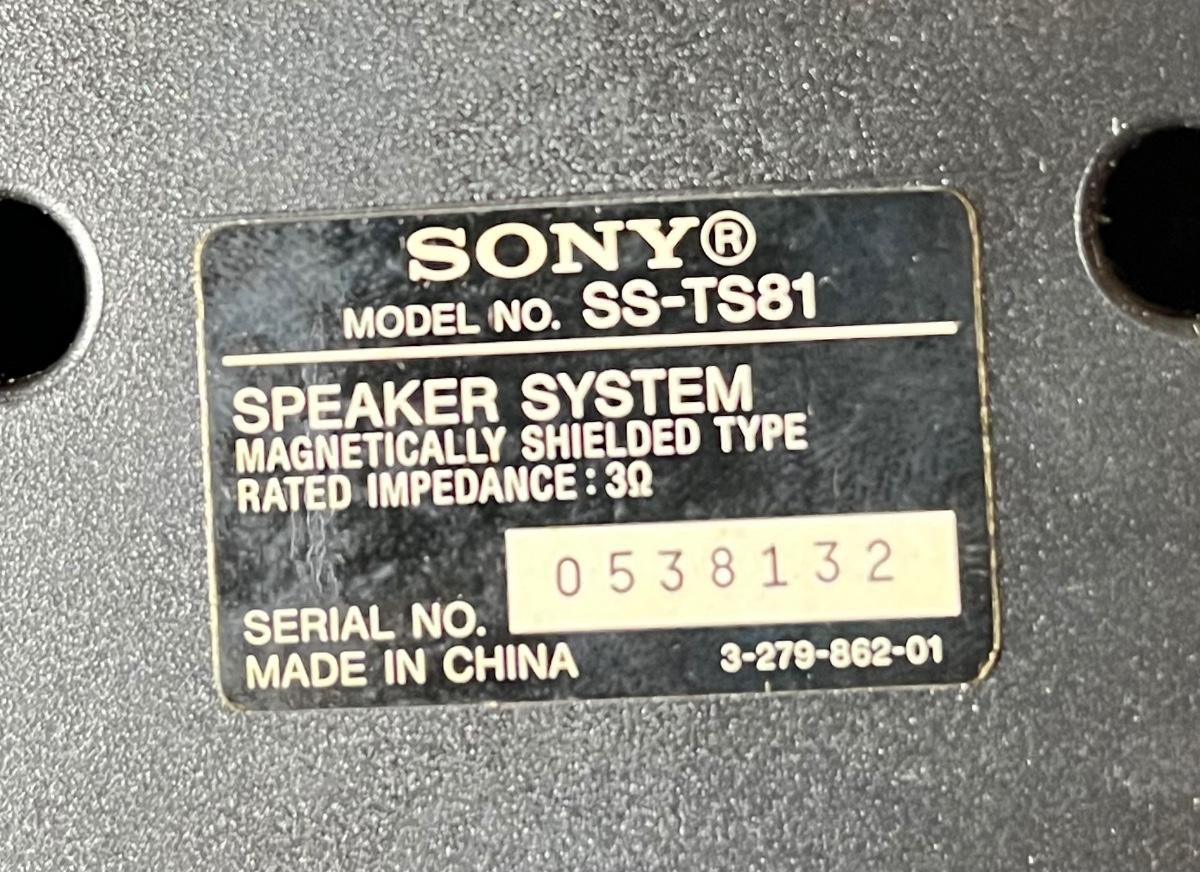 SONY®
MODEL NO. SS-TS81
SPEAKER SYSTEM
MAGNETICALLY SHIELDED TYPE
RATED IMPEDANCE : 3Ω
0538132
SERIAL NO.
MADE IN CHINA 3-279-862-01